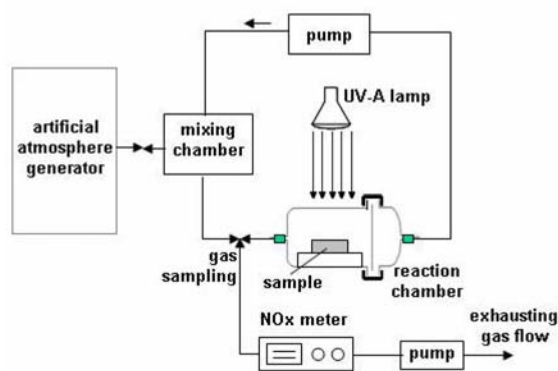 pump
UV-A lamp
artificial
atmosphere
generator
mixing
chamber
gas
sampling
sample
reaction
chamber
NOx meter
pump
exhausting
gas flow